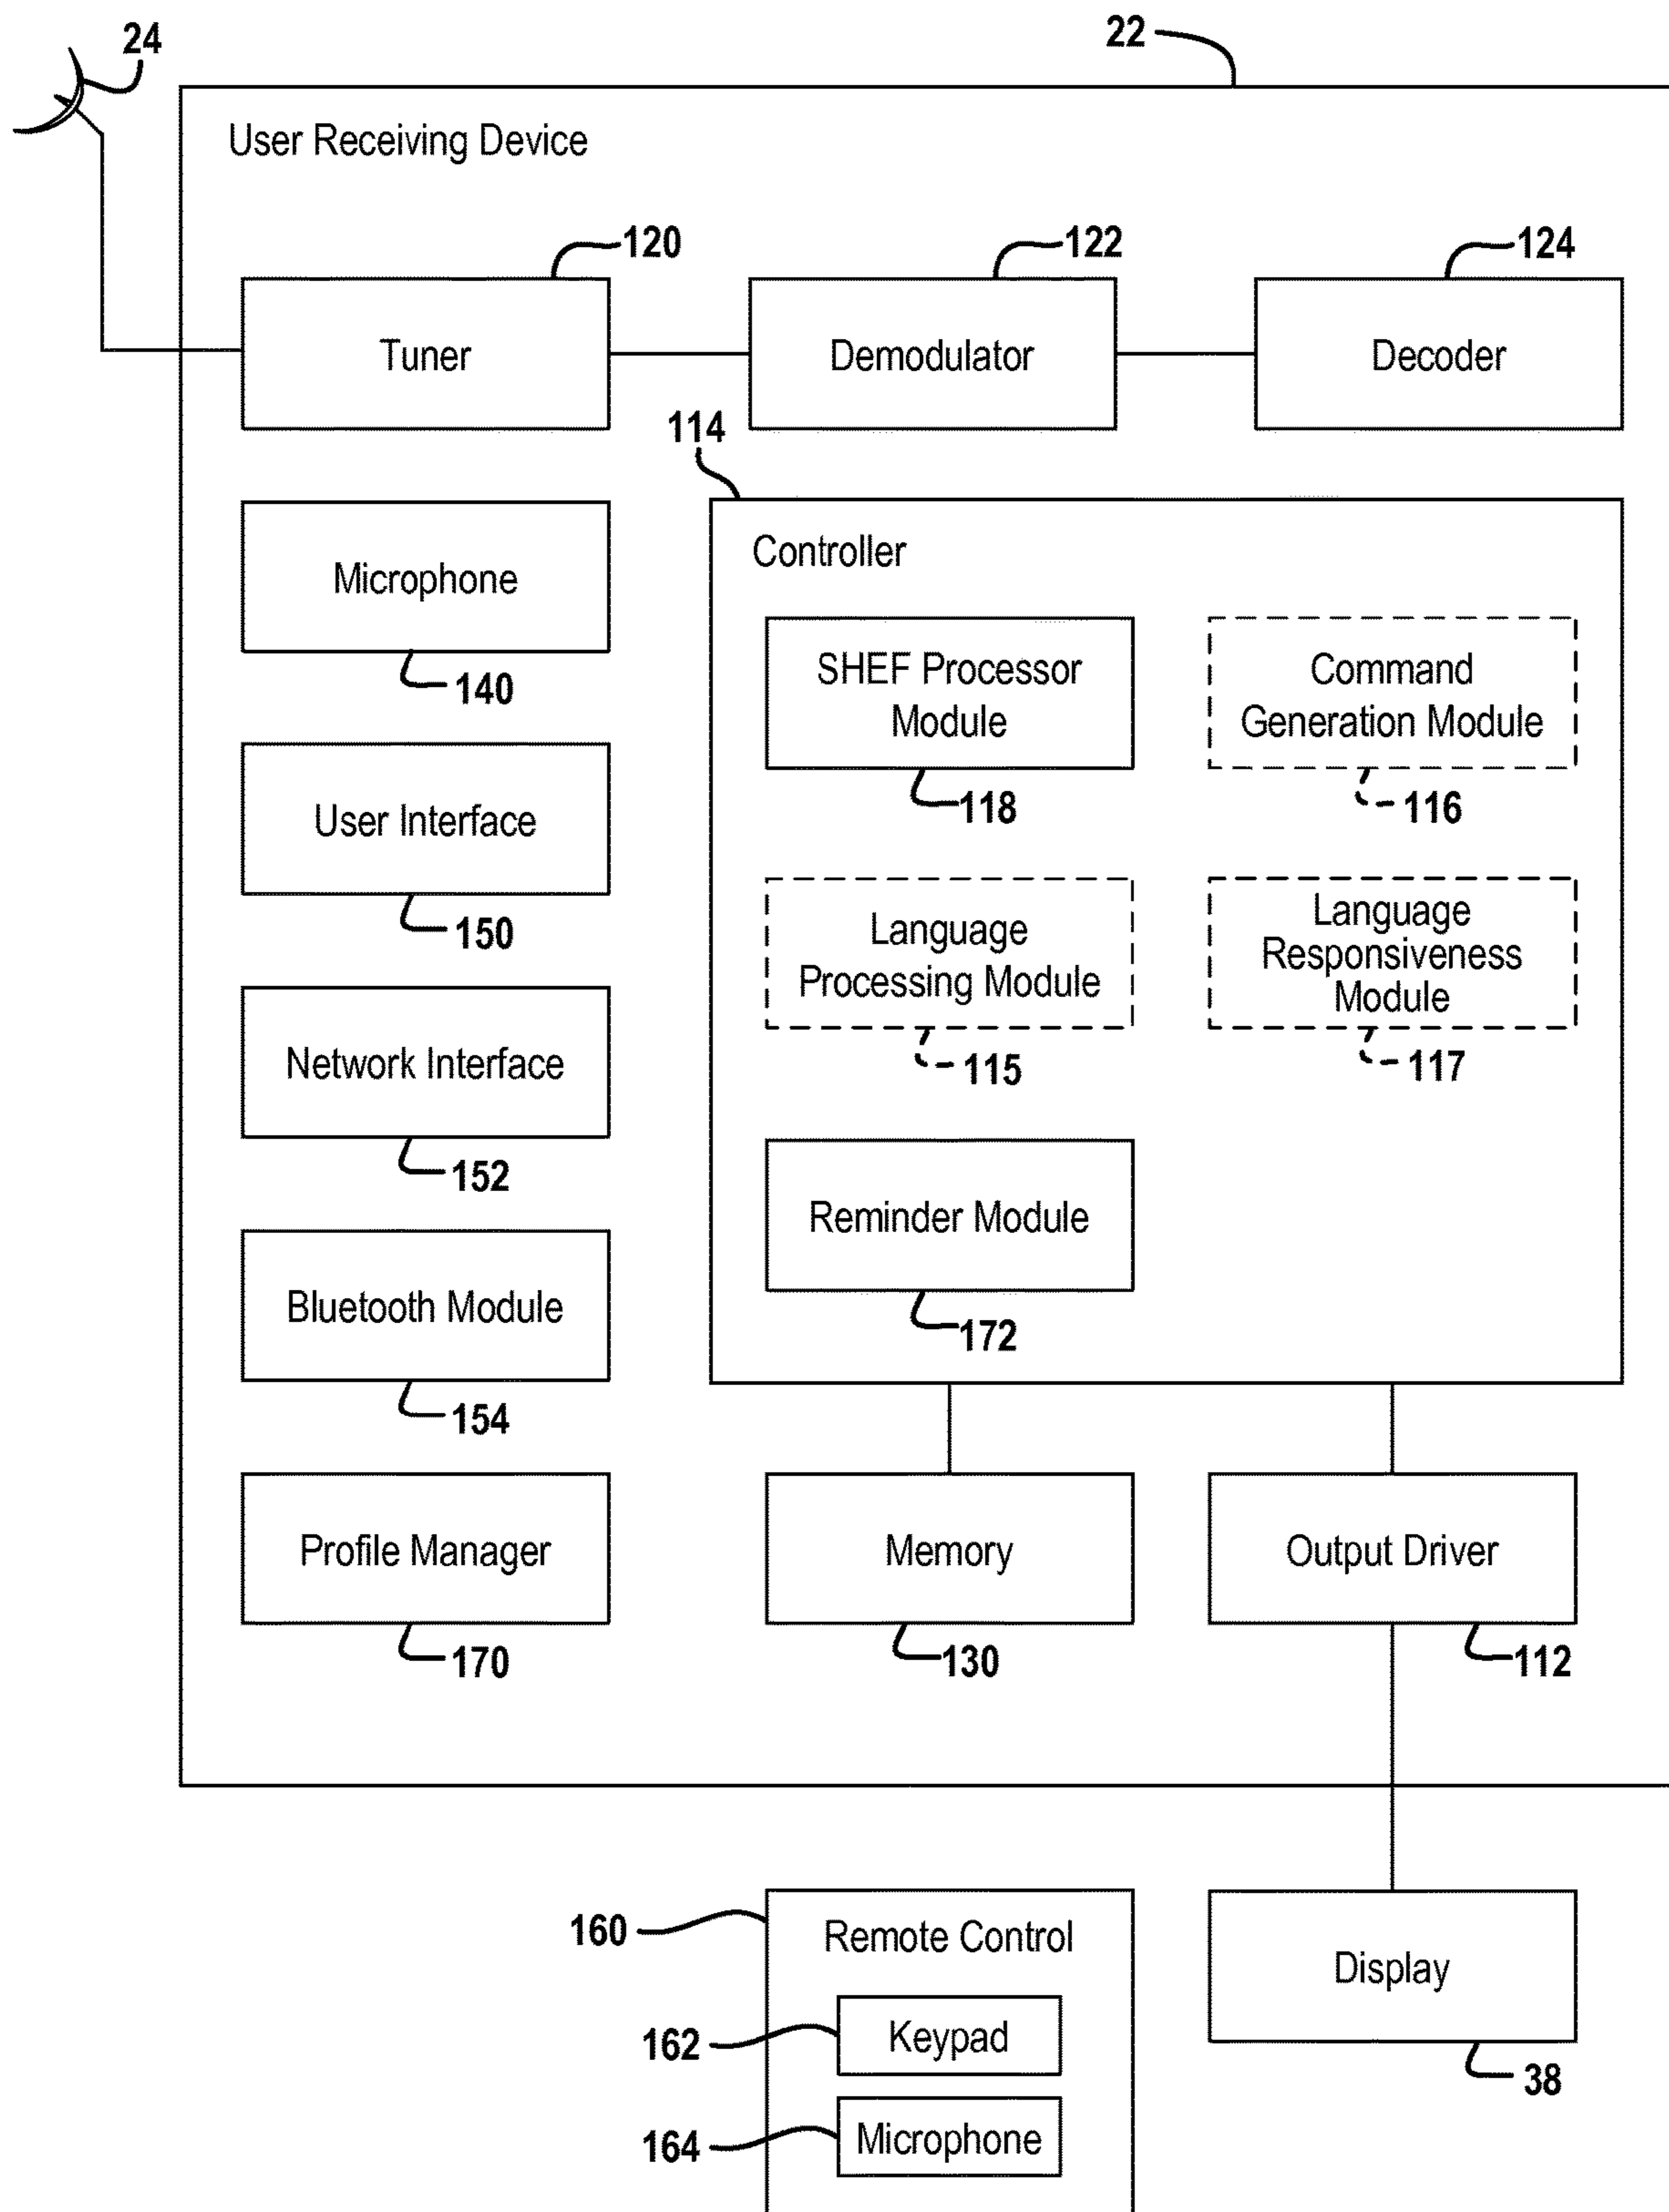 24
22
User Receiving Device
120
122
124
Tuner
Demodulator
Decoder
114
Microphone
140
Controller
SHEF Processor
Module
118
Command
Generation Module
116
User Interface
150
Language
Processing Module
115
Language
Responsiveness
Module
117
Network Interface
152
Reminder Module
172
Bluetooth Module
154
Profile Manager
170
Memory
130
Output Driver
112
160
Remote Control
162
Keypad
164
Microphone
Display
38